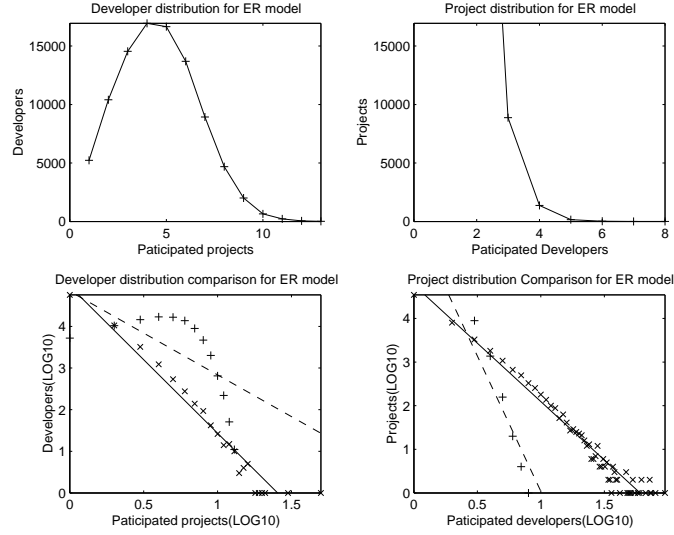 Developer distribution for ER model
15000
10000
5000
0
Developers
0
5
10
Paticipated projects
Project distribution for ER model
15000
10000
5000
0
Projects
0
2
4
6
8
Paticipated Developers
Developer distribution comparison for ER model
4
3
2
1
0
Developers(LOG10)
0
0.5
1
1.5
Paticipated projects(LOG10)
Project distribution Comparison for ER model
4
3
2
1
0
Projects(LOG10)
0
0.5
1.0
1.5
Paticipated developers(LOG10)